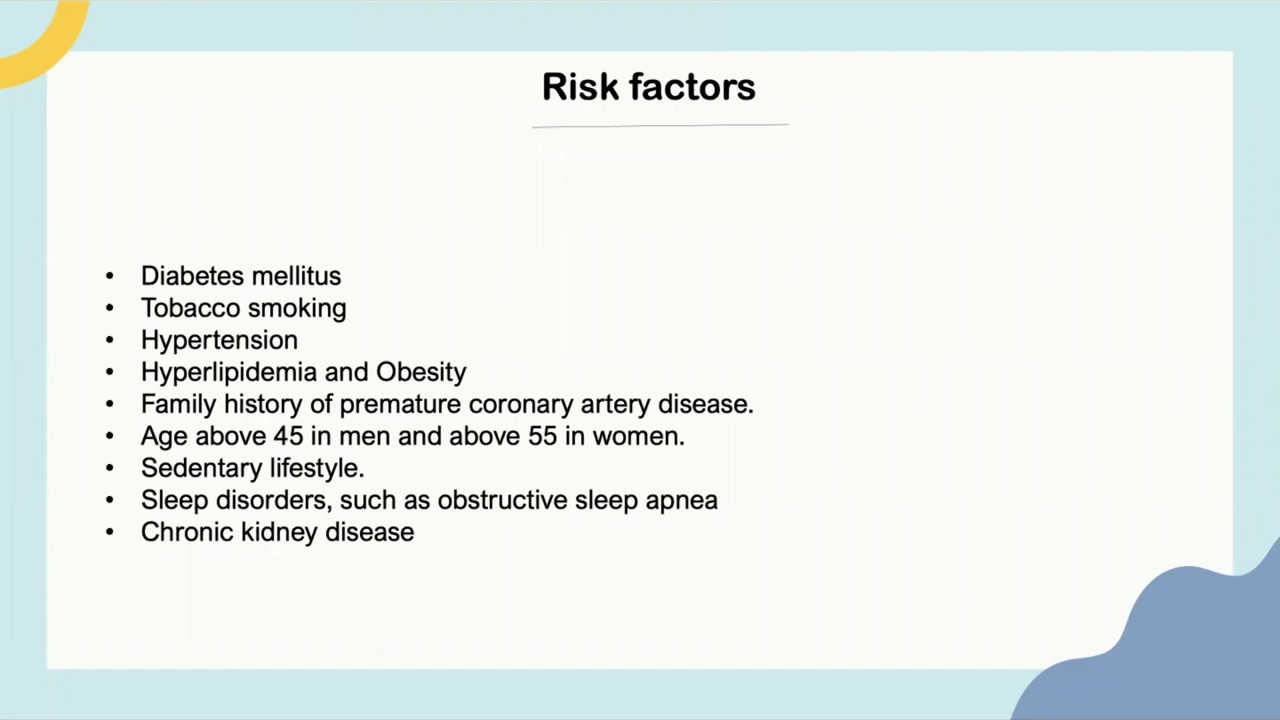 Risk factors
• Diabetes mellitus
• Tobacco smoking
• Hypertension
• Hyperlipidemia and Obesity
• Family history of premature coronary artery disease.
• Age above 45 in men and above 55 in women.
• Sedentary lifestyle.
• Sleep disorders, such as obstructive sleep apnea
• Chronic kidney disease